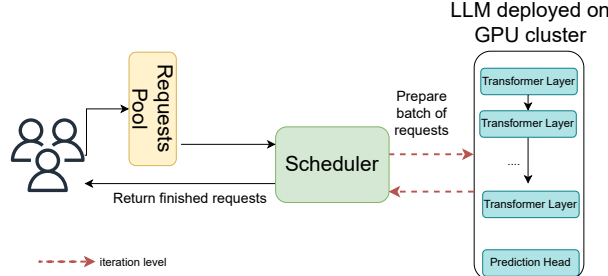 LLM deployed on
GPU cluster
Requests
Pool
Prepare
batch of
requests
Scheduler
Return finished requests
Transformer Layer
Transformer Layer
....
Transformer Layer
Prediction Head
iteration level